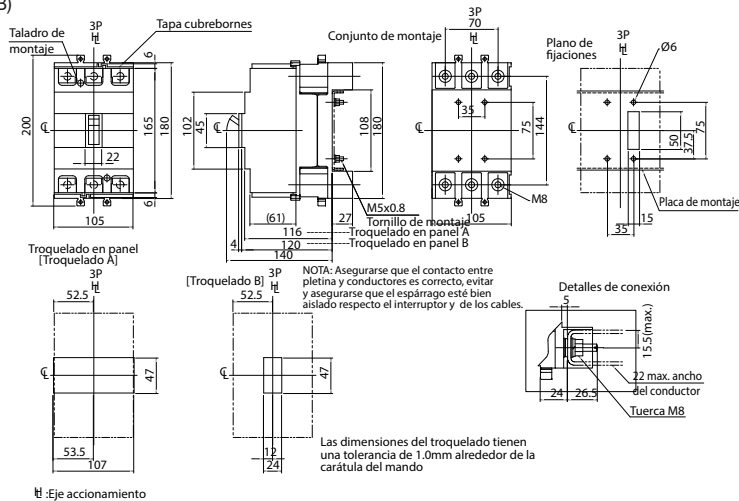 3)
Taladro de
montaje
3P
Tapa cubrebornes
6
200
102
45
22
165
180
6
105
(61)
27
116
4
120
140
108
180
M5x0.8
Tornillo de montaje
Troquelado en panel A
Troquelado en panel B
Conjunto de montaje
3P
70
35
75
144
M8
105
Plano de
fijaciones
3P
Ø6
50
37.5
75
Placa de montaje
15
35
Troquelado en panel
[Troquelado A]
3P
52.5
47
53.5
107
[Troquelado B]
3P
52.5
47
12
24
NOTA: Asegurarse que el contacto entre
pletina y conductores es correcto, evitar
y asegurarse que el espárrago esté bien
aislado respecto el interruptor y de los cables.
Detalles de conexión
5
15.5(max.)
22 max. ancho
del conductor
24
26.5
Tuerca M8
Las dimensiones del troquelado tienen
una tolerancia de 1.0mm alrededor de la
carátula del mando
:Eje accionamiento